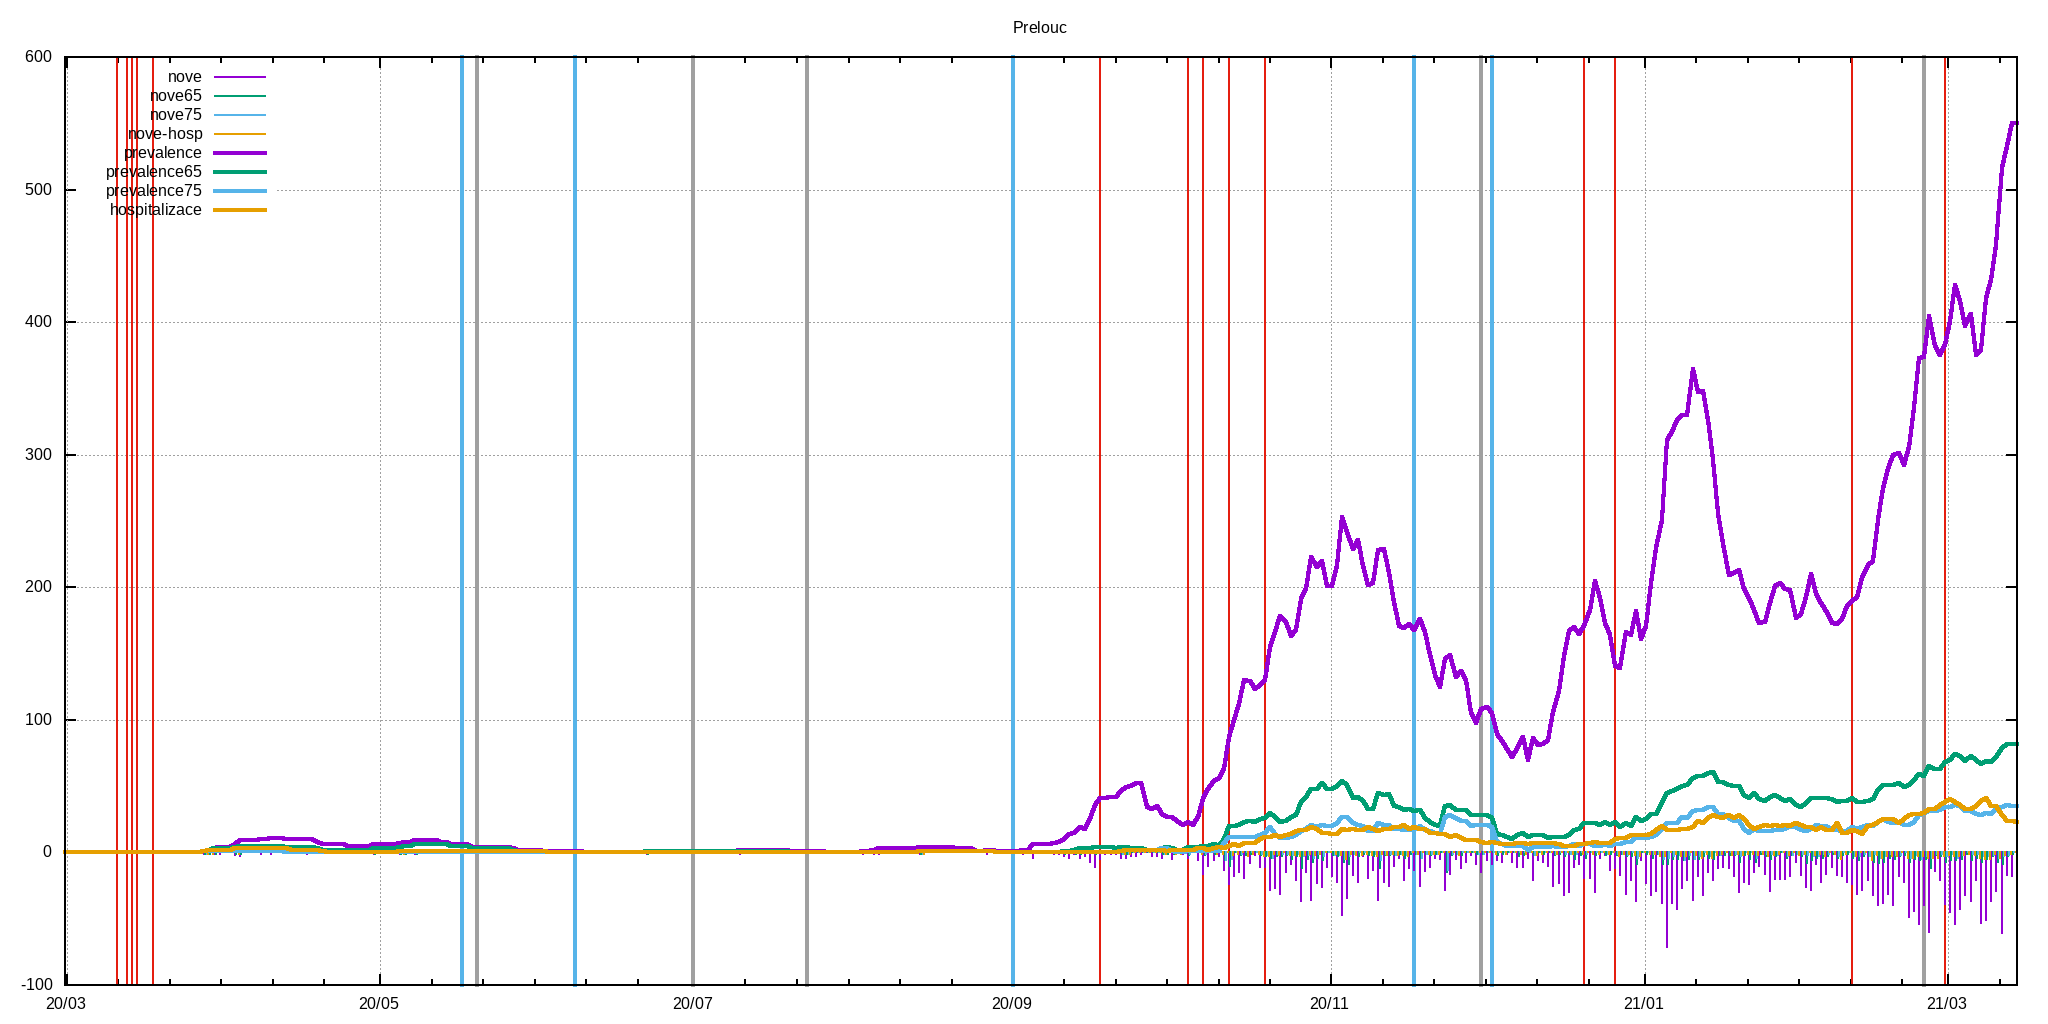 Prelouc
600
500
400
300
200
100
0
-100
nove
nove65
nove75
nove-hosp
prevalence
prevalence65
prevalence75
hospitalizace
20/03 20/05 20/07 20/09 20/11 21/01 21/03